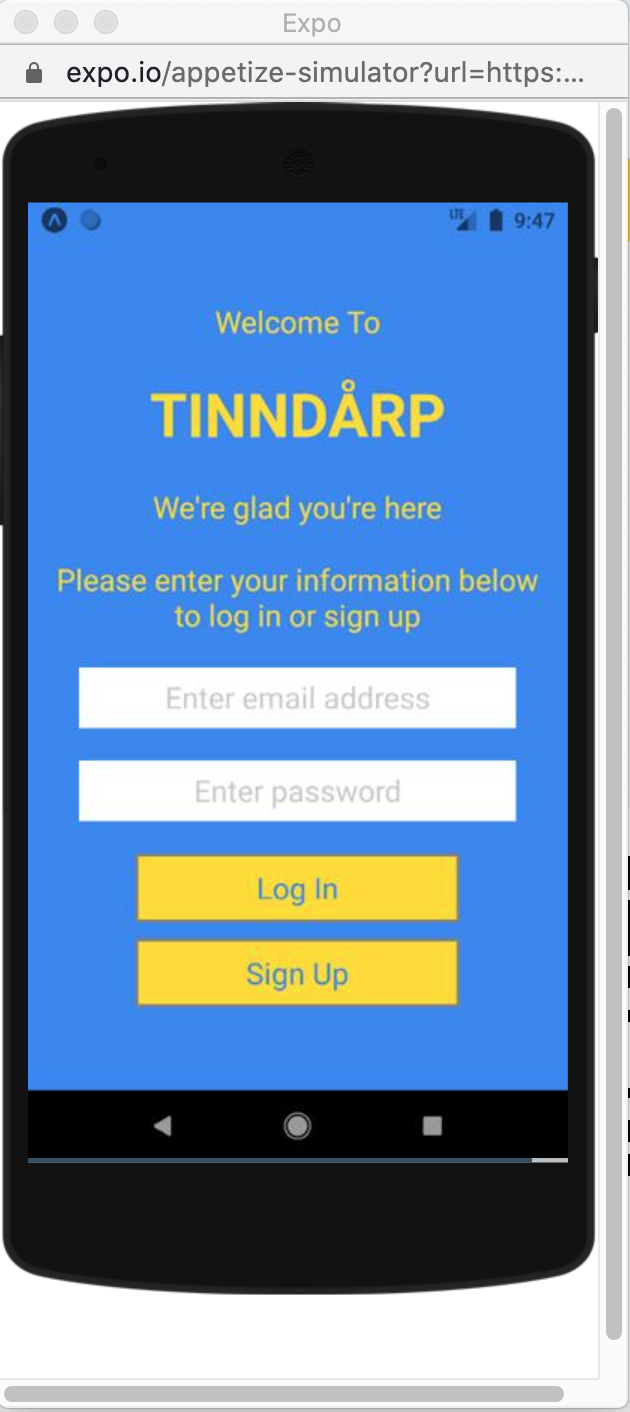 Expo
expo.io/appetize-simulator?url=https:...
LTE 9:47
Welcome To
TINNDÅRP
We're glad you're here
Please enter your information below
to log in or sign up
Enter email address
Enter password
Log In
Sign Up